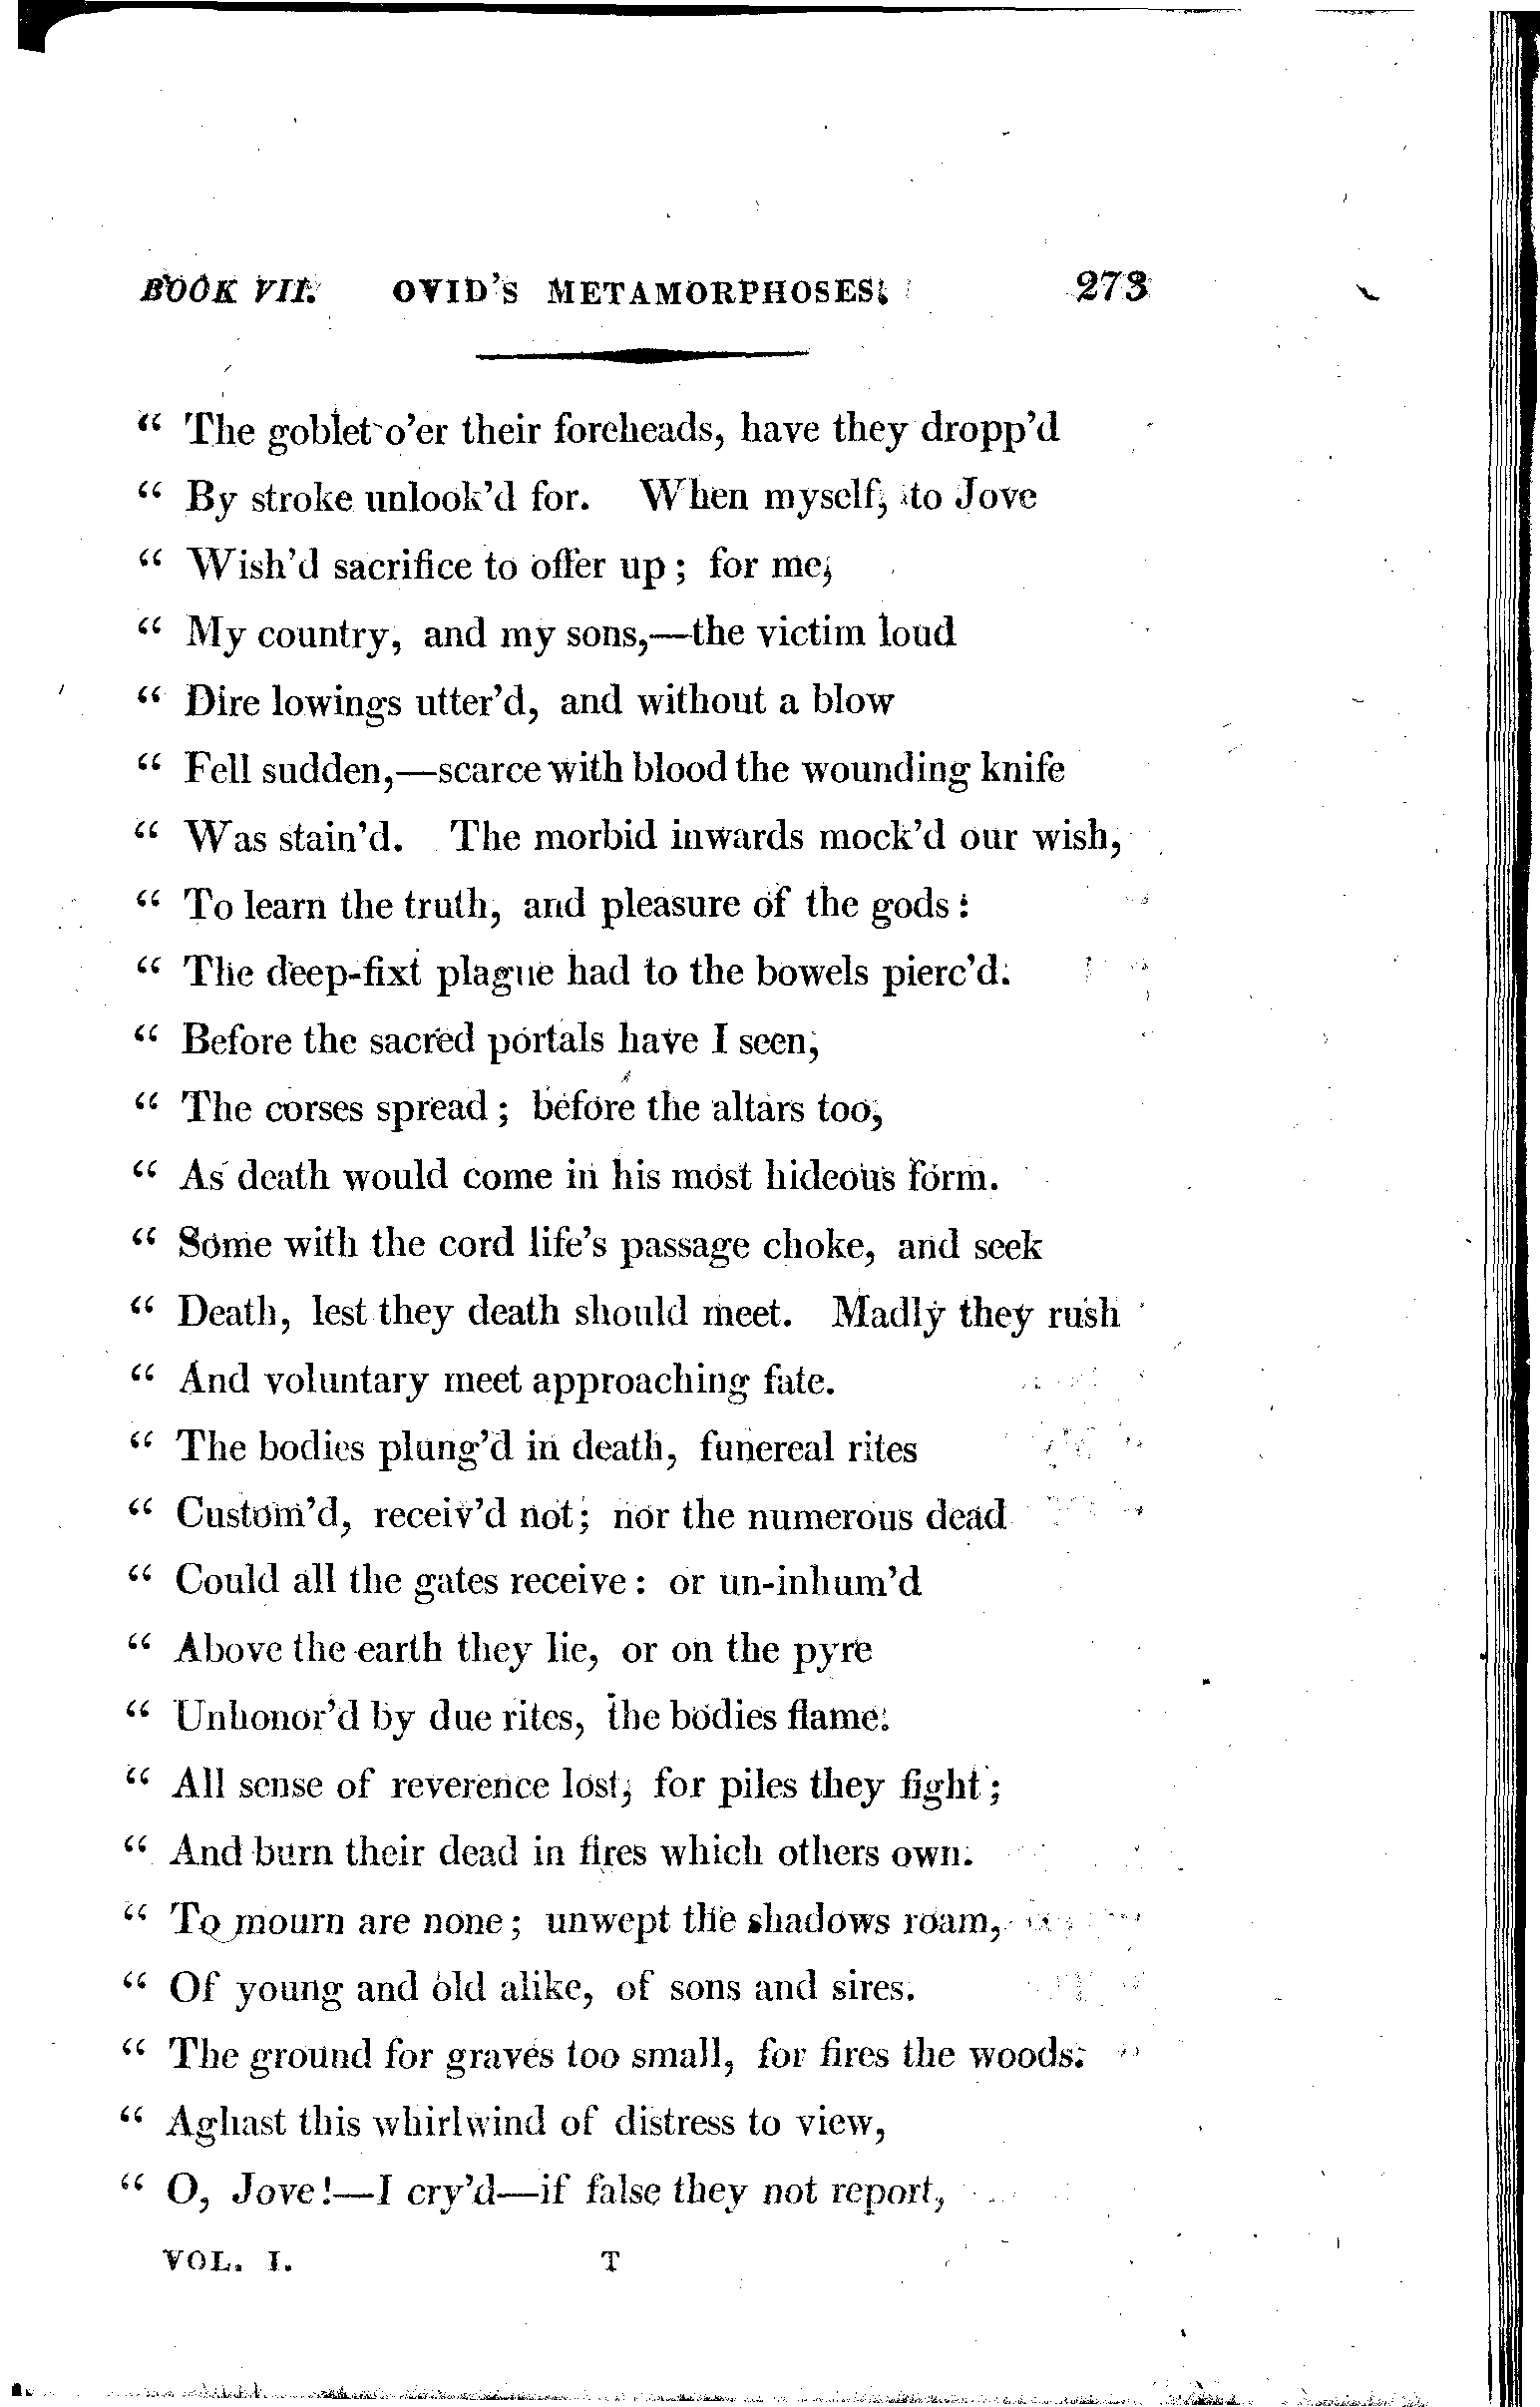 BOOK VII. OVID'S METAMORPHOSES. 273
“ The goblet o'er their foreheads, have they dropp'd
“ By stroke unlook'd for. When myself, to Jove
“ Wish'd sacrifice to offer up; for me,
“ My country, and my sons,—the victim loud
“ Dire lowings utter'd, and without a blow
“ Fell sudden,—scarce with blood the wounding knife
“ Was stain'd. The morbid inwards mock'd our wish,
“ To learn the truth, and pleasure of the gods:
“ The deep-fixt plague had to the bowels pierc'd.
“ Before the sacred portals have I seen,
“ The corses spread; before the altars too,
“ As death would come in his most hideous form.
“ Some with the cord life's passage choke, and seek
“ Death, lest they death should meet. Madly they rush
“ And voluntary meet approaching fate.
“ The bodies plung'd in death, funereal rites
“ Custom'd, receiv'd not; nor the numerous dead
“ Could all the gates receive: or un-inhum'd
“ Above the earth they lie, or on the pyre
“ Unhonor'd by due rites, the bodies flame.
“ All sense of reverence lost, for piles they fight;
“ And burn their dead in fires which others own.
“ To mourn are none; unwept the shadows roam,
“ Of young and old alike, of sons and sires.
“ The ground for graves too small, for fires the woods.
“ Aghast this whirlwind of distress to view,
“ O, Jove!—I cry'd—if false they not report,
VOL. I. T